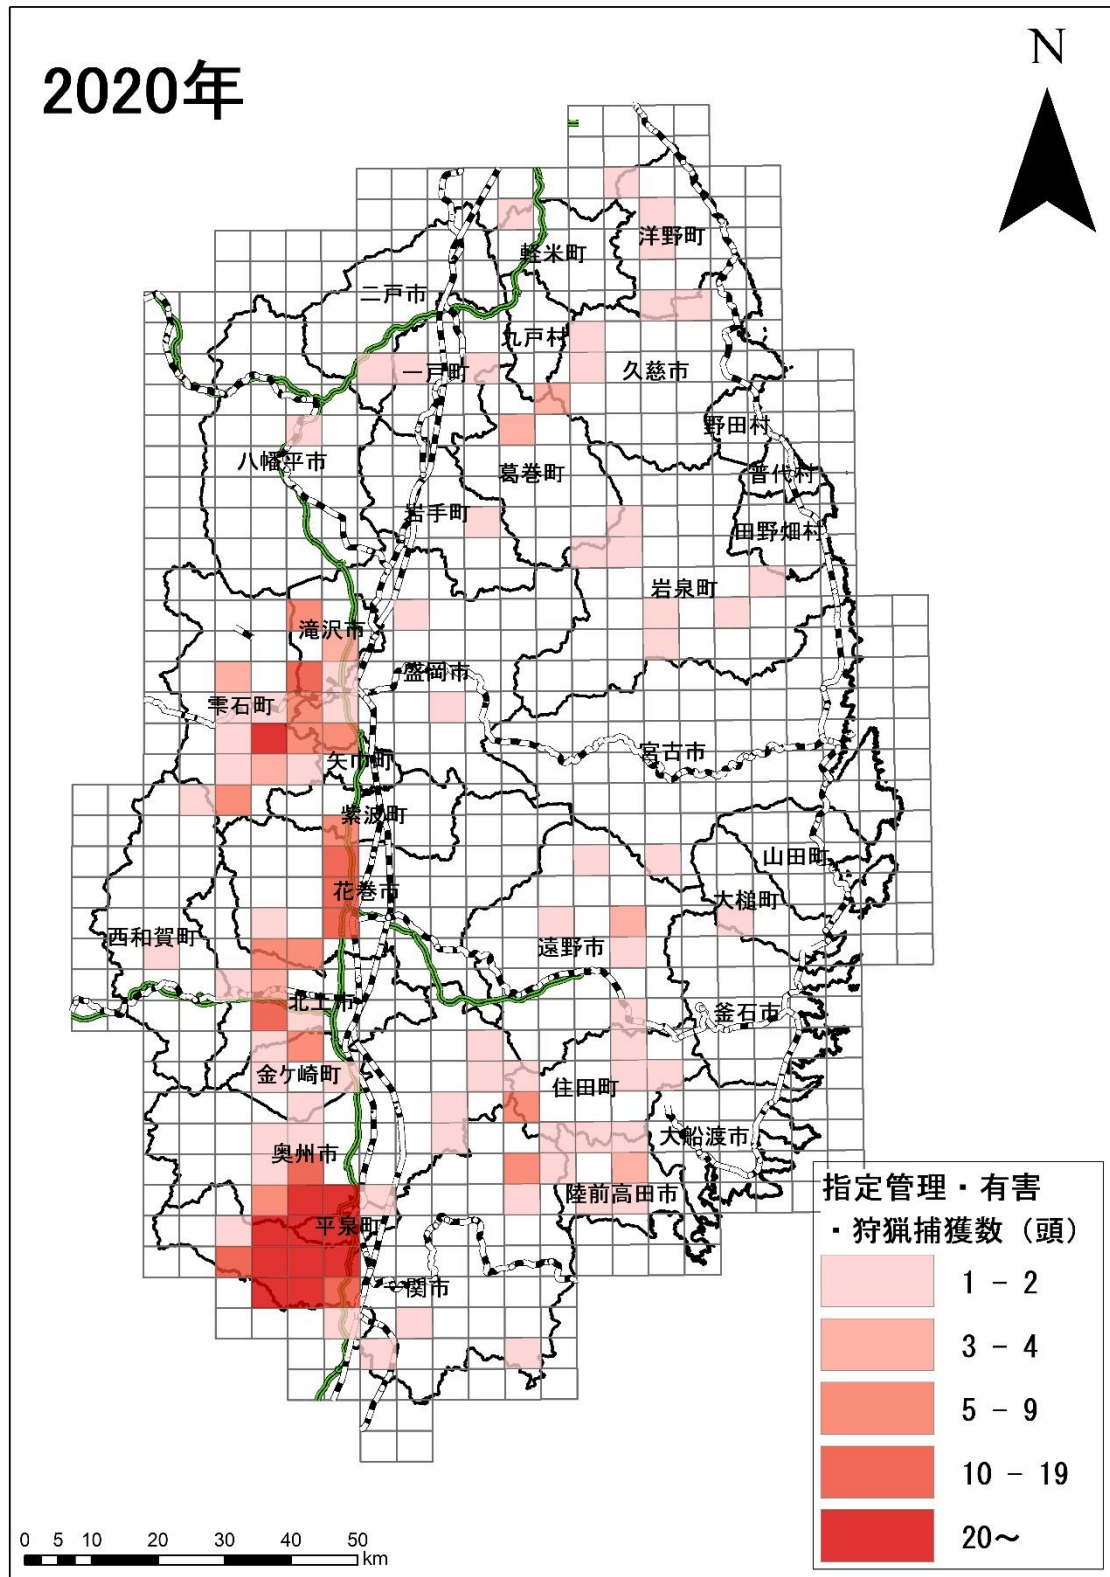 2020年
N
軽米町
洋野町
二戸市
九戸村
一戸町
久慈市
野田村
八幡平市
葛巻町
普代村
岩手町
田野畑村
岩泉町
滝沢市
盛岡市
雫石町
宮古市
矢巾町
紫波町
山田町
花巻市
大槌町
西和賀町
遠野市
北上市
釜石市
金ケ崎町
住田町
大船渡市
奥州市
陸前高田市
平泉町
一関市
指定管理・有害
・狩猟捕獲数（頭）
1 - 2
3 - 4
5 - 9
10 - 19
20～
0 5 10 20 30 40 50
km